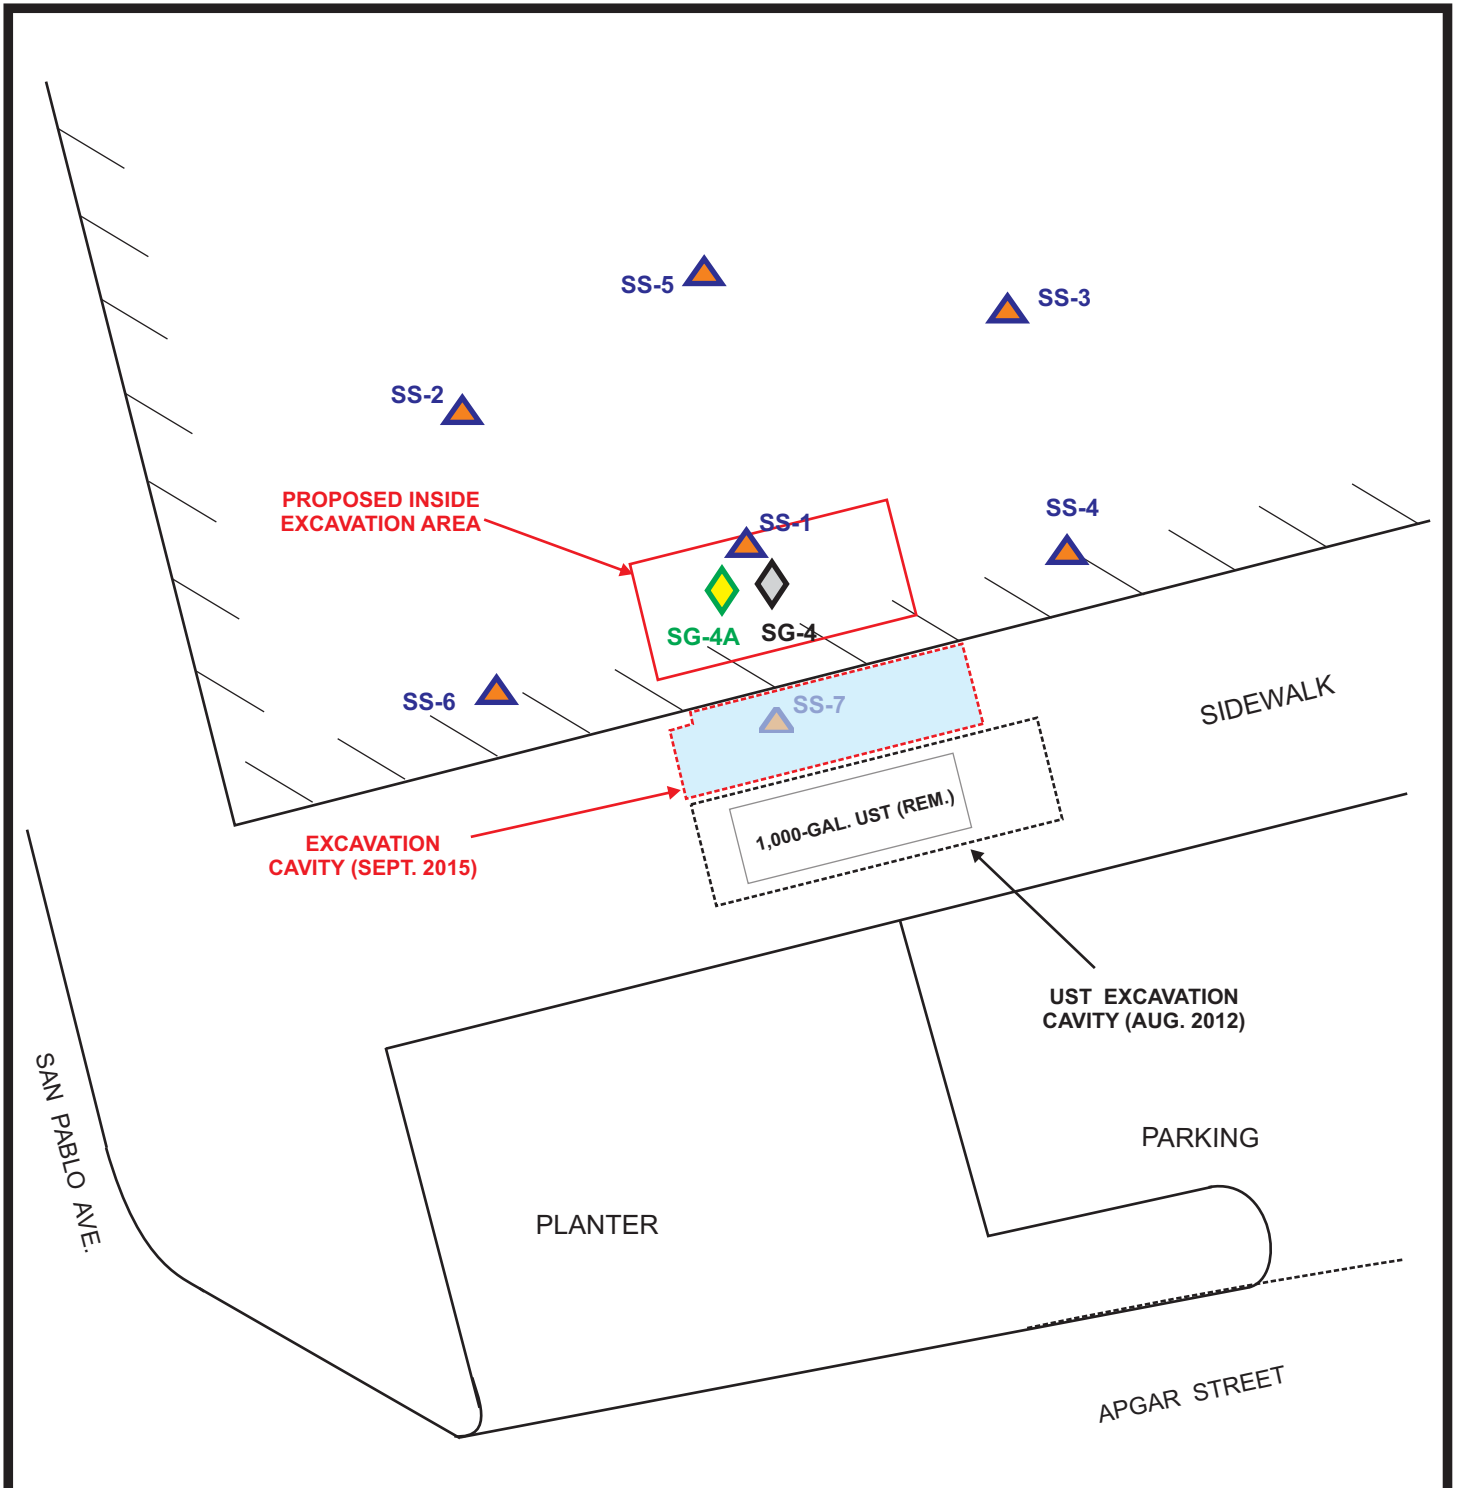 SS-5
SS-3
SS-2
PROPOSED INSIDE
EXCAVATION AREA
SS-1
SS-4
SG-4A
SG-4
SS-6
SS-7
SIDEWALK
1,000-GAL. UST (REM.)
EXCAVATION
CAVITY (SEPT. 2015)
UST EXCAVATION
CAVITY (AUG. 2012)
SAN PABLO AVE.
PARKING
PLANTER
APGAR STREET